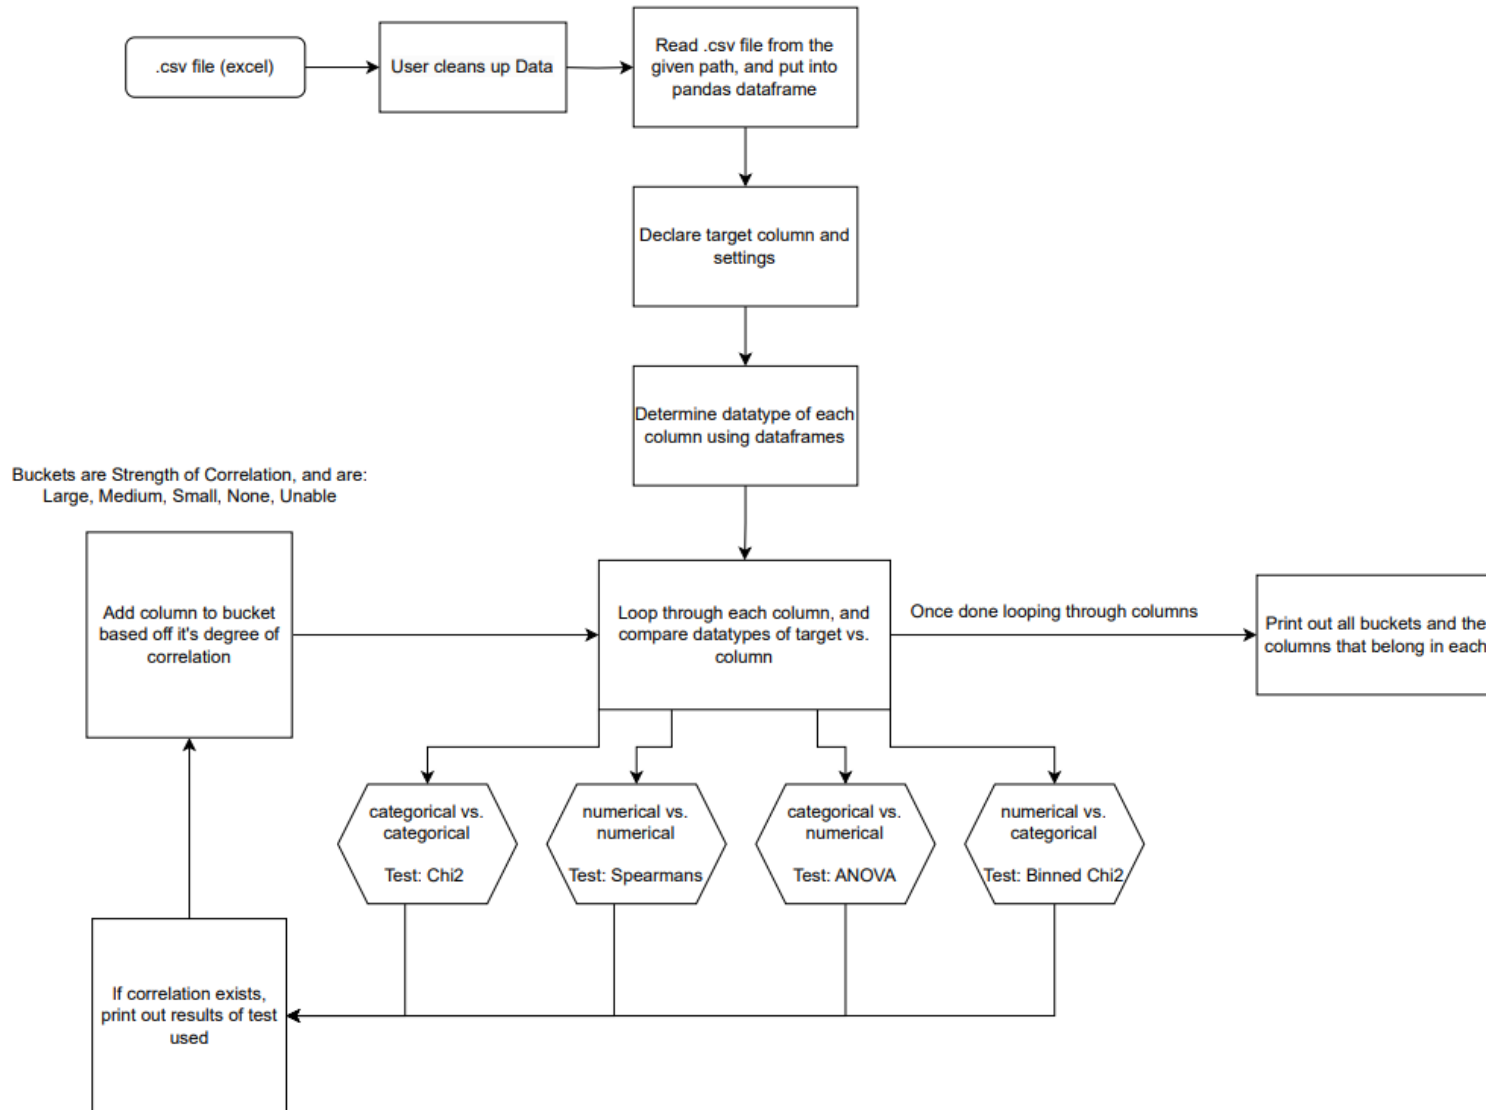 .csv file (excel)
User cleans up Data
Read .csv file from the
given path, and put into
pandas dataframe
Declare target column and
settings
Determine datatype of each
column using dataframes
Buckets are Strength of Correlation, and are:
Large, Medium, Small, None, Unable
Add column to bucket
based off it's degree of
correlation
Loop through each column, and
compare datatypes of target vs.
column
Once done looping through columns
Print out all buckets and the
columns that belong in each
categorical vs.
categorical
Test: Chi2
numerical vs.
numerical
Test: Spearmans
categorical vs.
numerical
Test: ANOVA
numerical vs.
categorical
Test: Binned Chi2
If correlation exists,
print out results of test
used